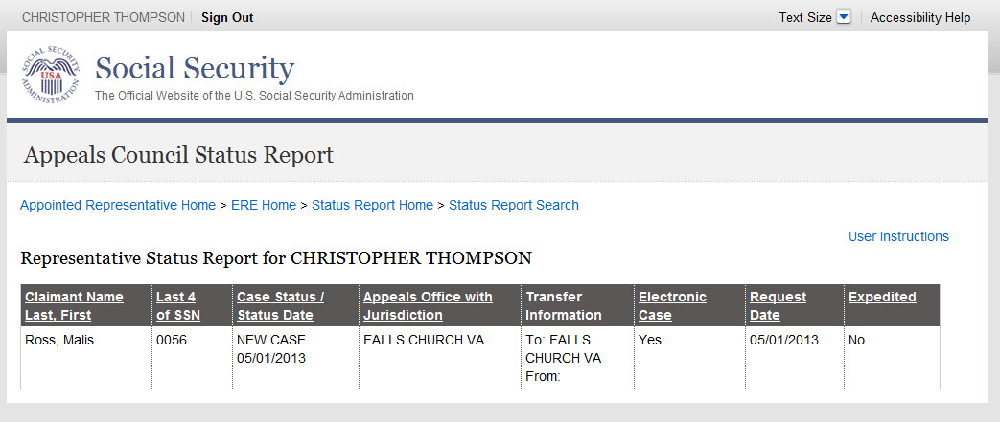 CHRISTOPHER THOMPSON | Sign Out
Text Size | Accessibility Help
SOCIAL SECURITY ADMINISTRATION
USA
Social Security
The Official Website of the U.S. Social Security Administration
Appeals Council Status Report
Appointed Representative Home > ERE Home > Status Report Home > Status Report Search
User Instructions
Representative Status Report for CHRISTOPHER THOMPSON
Claimant Name Last 4 Case Status / Appeals Office with Transfer Electronic Request Expedited
Last, First of SSN Status Date Jurisdiction Information Case Date
Ross, Malis 0056 NEW CASE FALLS CHURCH VA To: FALLS Yes 05/01/2013 No
05/01/2013 CHURCH VA
From: